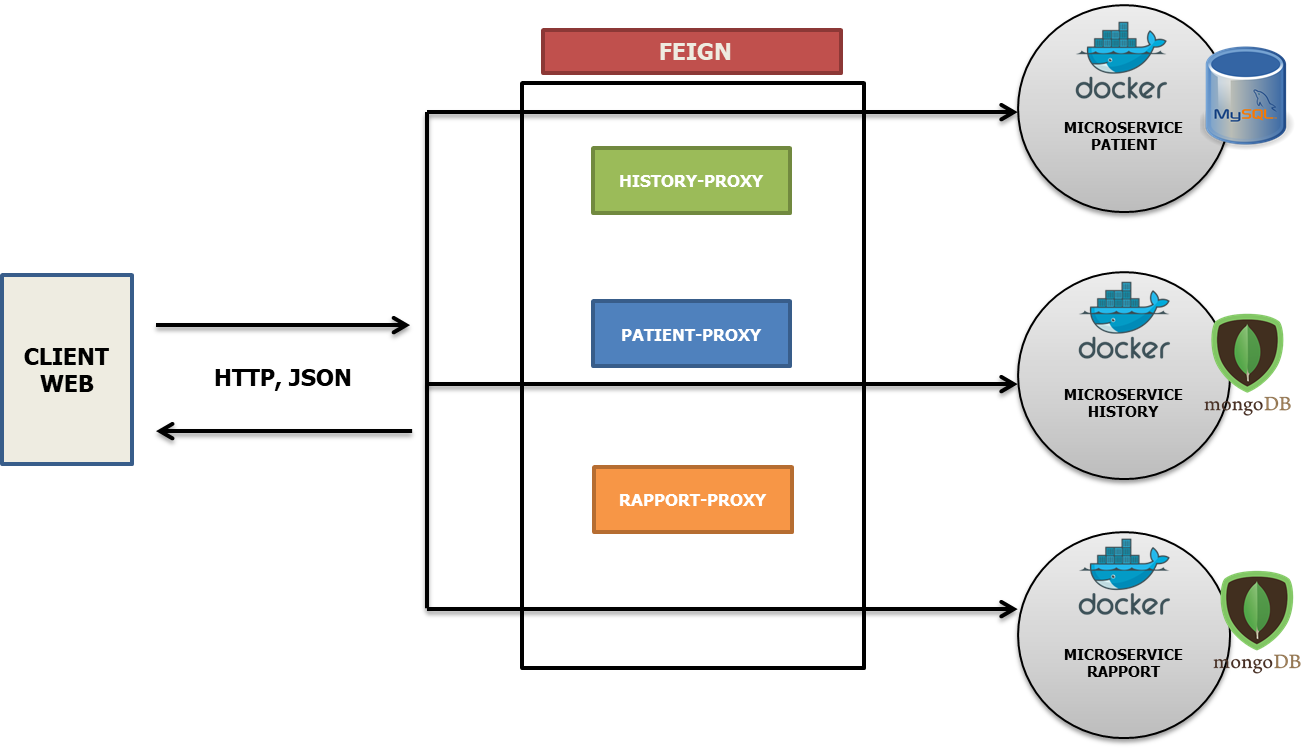 FEIGN
docker
MICROSERVICE
PATIENT
MySQL
HISTORY-PROXY
CLIENT
WEB
HTTP, JSON
PATIENT-PROXY
docker
MICROSERVICE
HISTORY
mongoDB
RAPPORT-PROXY
docker
MICROSERVICE
RAPPORT
mongoDB